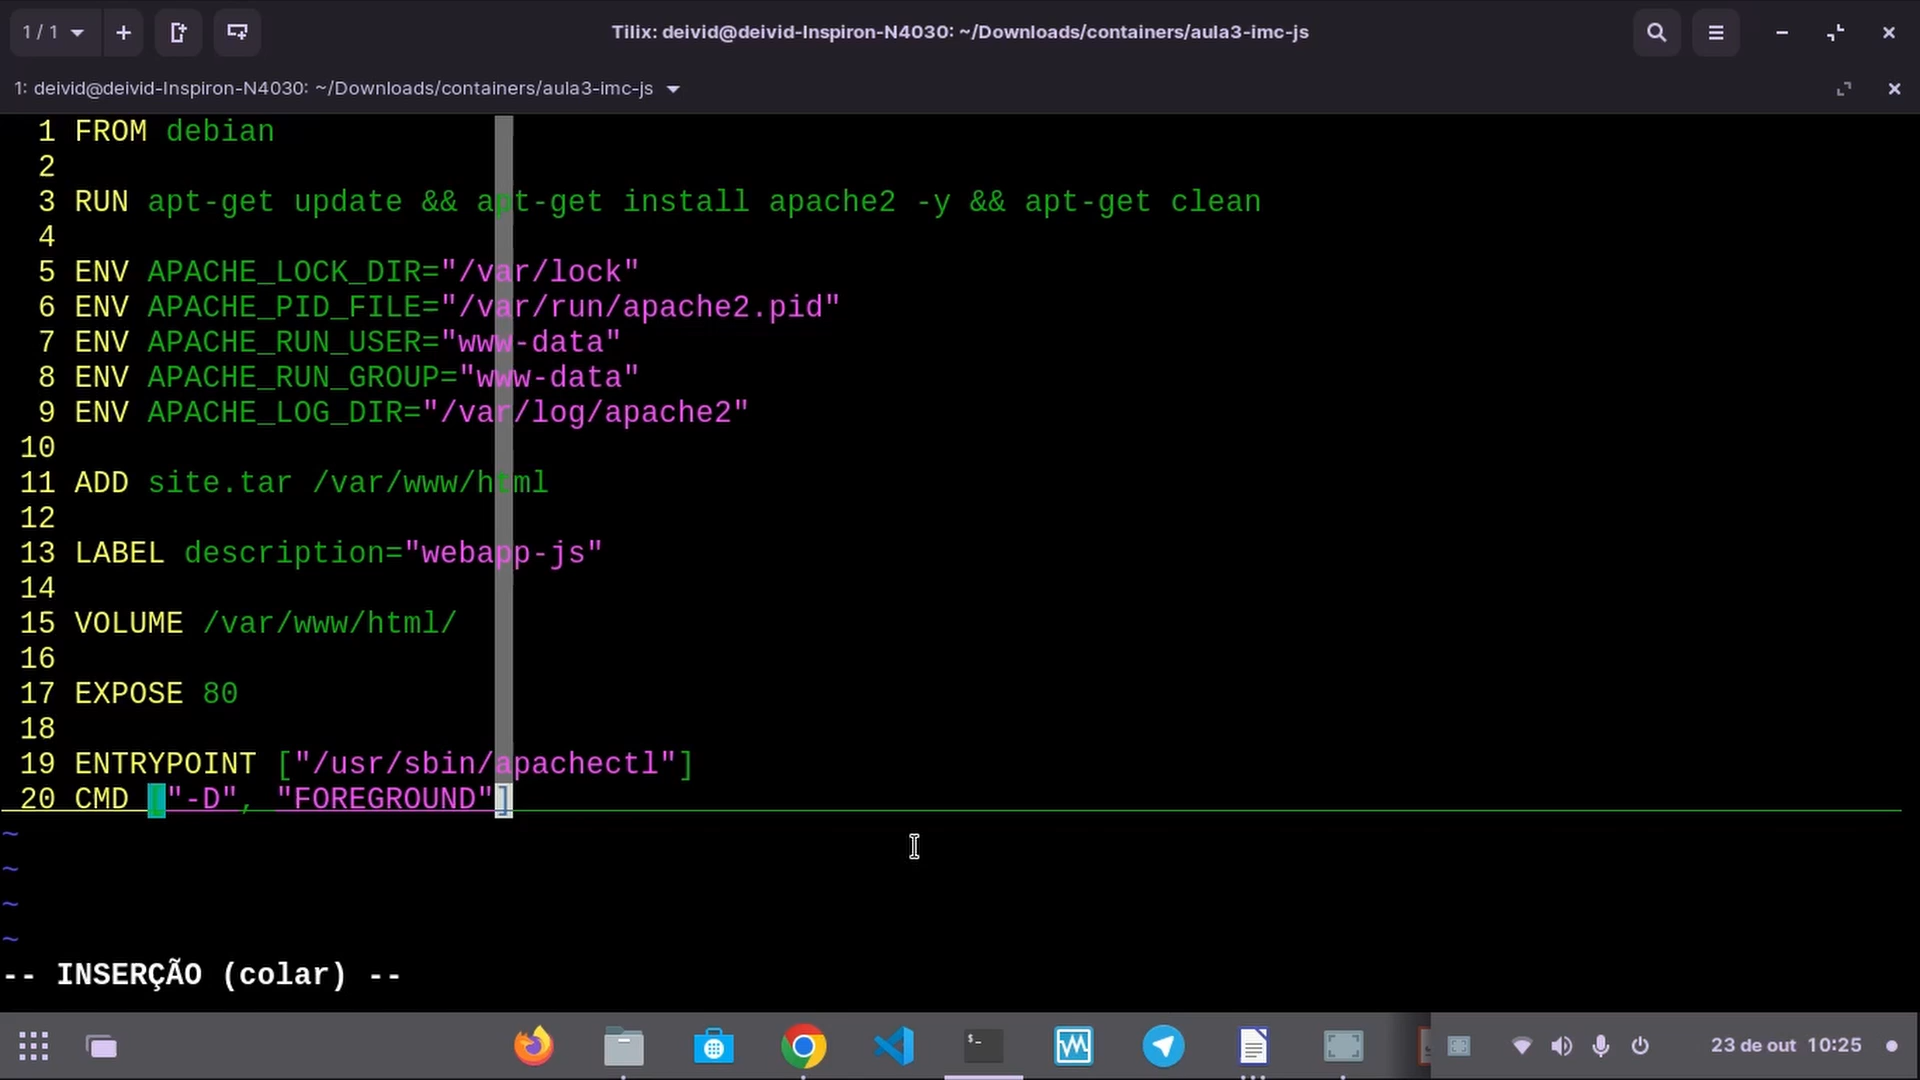 1 / 1
Tilix: deivid@deivid-Inspiron-N4030: ~/Downloads/containers/aula3-imc-js
1: deivid@deivid-Inspiron-N4030: ~/Downloads/containers/aula3-imc-js
1 FROM debian
2
3 RUN apt-get update && apt-get install apache2 -y && apt-get clean
4
5 ENV APACHE_LOCK_DIR="/var/lock"
6 ENV APACHE_PID_FILE="/var/run/apache2.pid"
7 ENV APACHE_RUN_USER="www-data"
8 ENV APACHE_RUN_GROUP="www-data"
9 ENV APACHE_LOG_DIR="/var/log/apache2"
10
11 ADD site.tar /var/www/html
12
13 LABEL description="webapp-js"
14
15 VOLUME /var/www/html/
16
17 EXPOSE 80
18
19 ENTRYPOINT ["/usr/sbin/apachectl"]
20 CMD ["-D", "FOREGROUND"]
~
~
~
~
-- INSERÇÃO (colar) --
23 de out 10:25